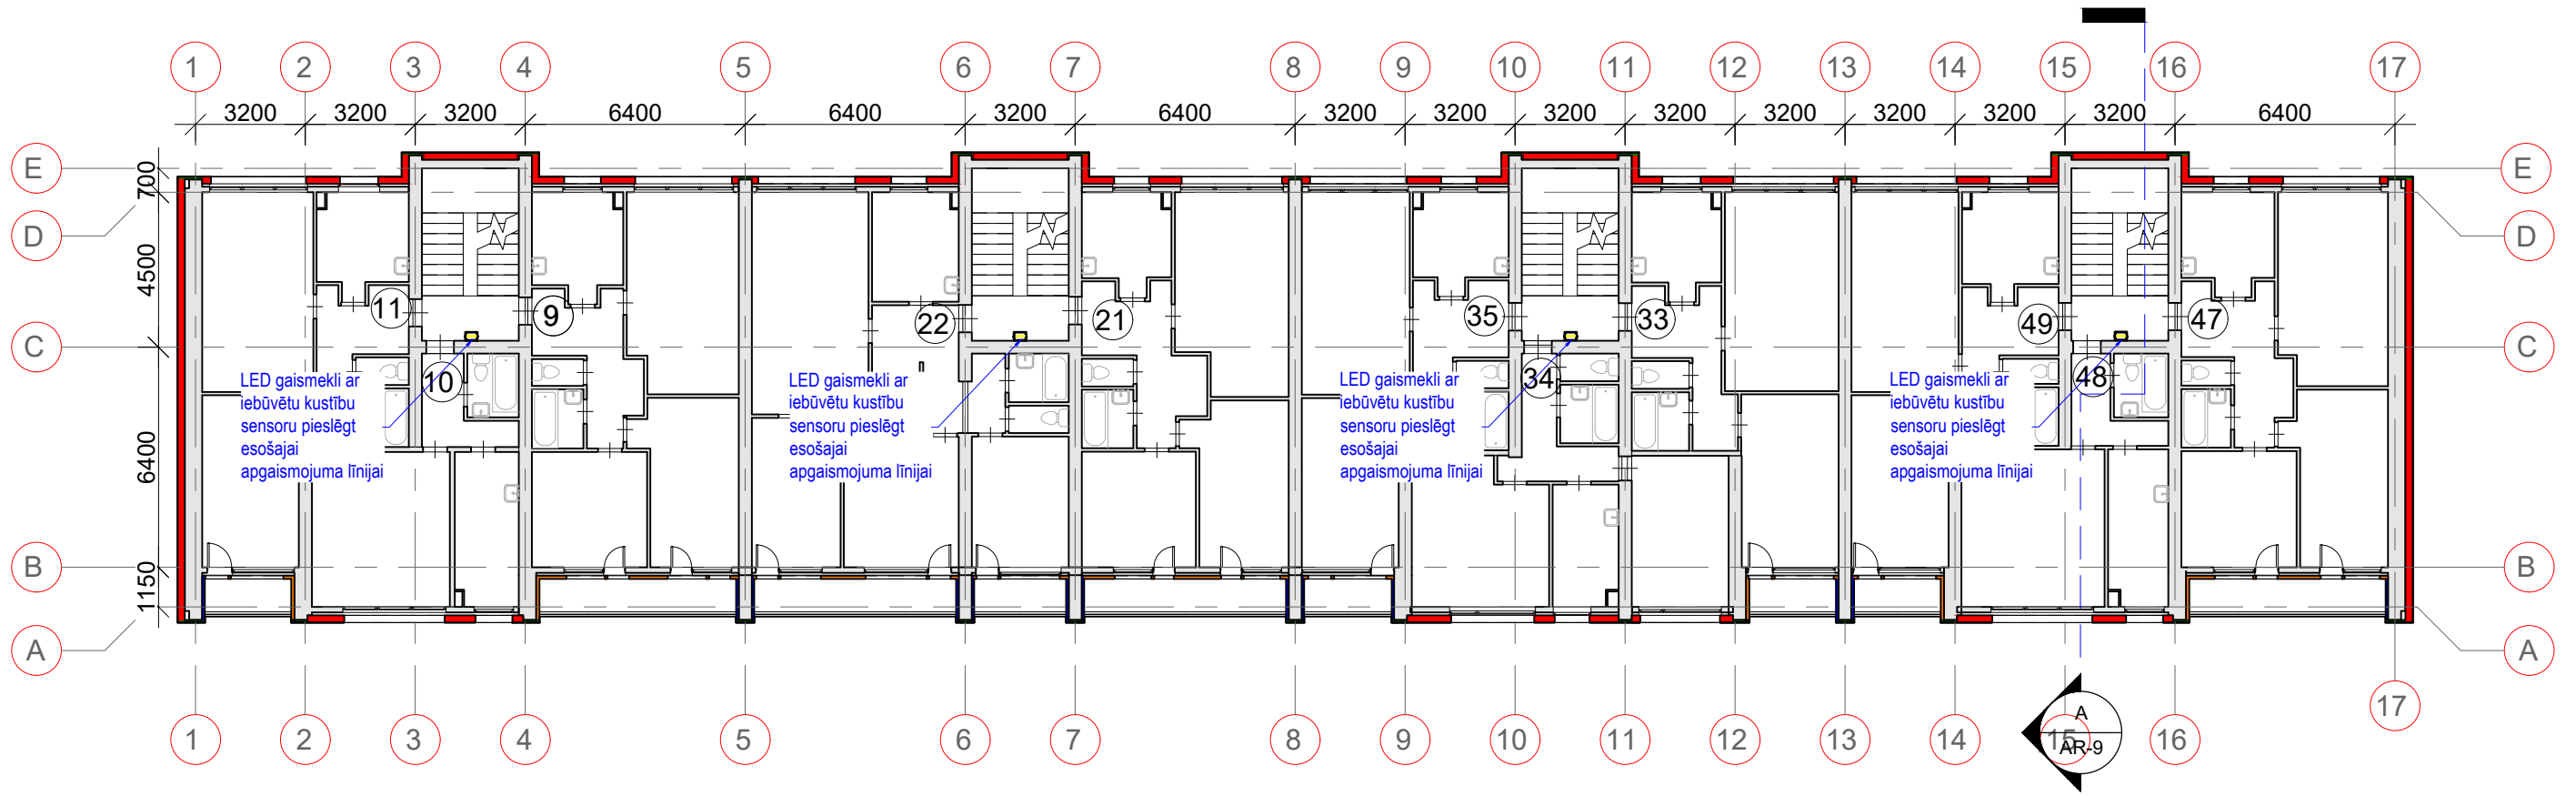 1 2 3 4 5 6 7 8 9 10 11 12 13 14 15 16 17
3200 3200 3200 6400 6400 3200 6400 3200 3200 3200 3200 3200 3200 3200 3200 6400
E 700 E
D 4500 D
11 9 22 21 35 33 49 47
C C
10 34 48
LED gaismekli ar
iebūvētu kustību
sensoru pieslēgt
esošajai
apgaismojuma līnijai
LED gaismekli ar
iebūvētu kustību
sensoru pieslēgt
esošajai
apgaismojuma līnijai
LED gaismekli ar
iebūvētu kustību
sensoru pieslēgt
esošajai
apgaismojuma līnijai
LED gaismekli ar
iebūvētu kustību
sensoru pieslēgt
esošajai
apgaismojuma līnijai
6400
B B
1150
A A
1 2 3 4 5 6 7 8 9 10 11 12 13 14 15 16 17
A
AR-9